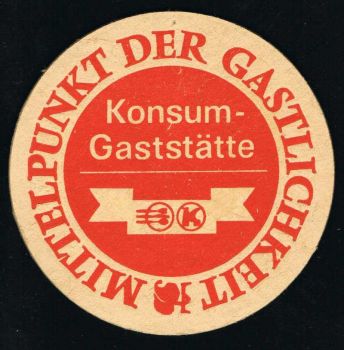 MITTELPUNKT DER GASTLICHKEIT
Konsum-
Gaststätte
K